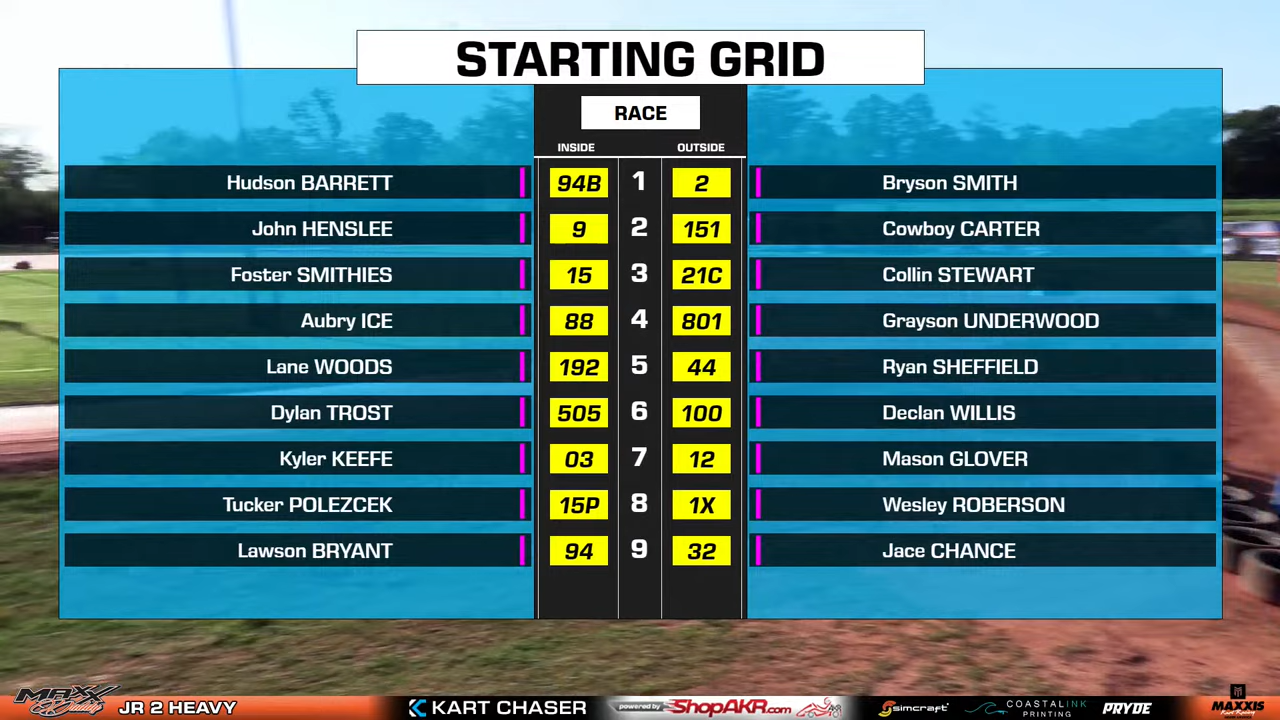 STARTING GRID
RACE
INSIDE OUTSIDE
Hudson BARRETT 94B 1 2 Bryson SMITH
John HENSLEE 9 2 151 Cowboy CARTER
Foster SMITHIES 15 3 21C Collin STEWART
Aubry ICE 88 4 801 Grayson UNDERWOOD
Lane WOODS 192 5 44 Ryan SHEFFIELD
Dylan TROST 505 6 100 Declan WILLIS
Kyler KEEFE 03 7 12 Mason GLOVER
Tucker POLEZCEK 15P 8 1X Wesley ROBERSON
Lawson BRYANT 94 9 32 Jace CHANCE
MAXX Daddy JR 2 HEAVY KART CHASER powered by ShopAKR.com simcraft COASTALINK PRINTING PRYDE MAXXIS